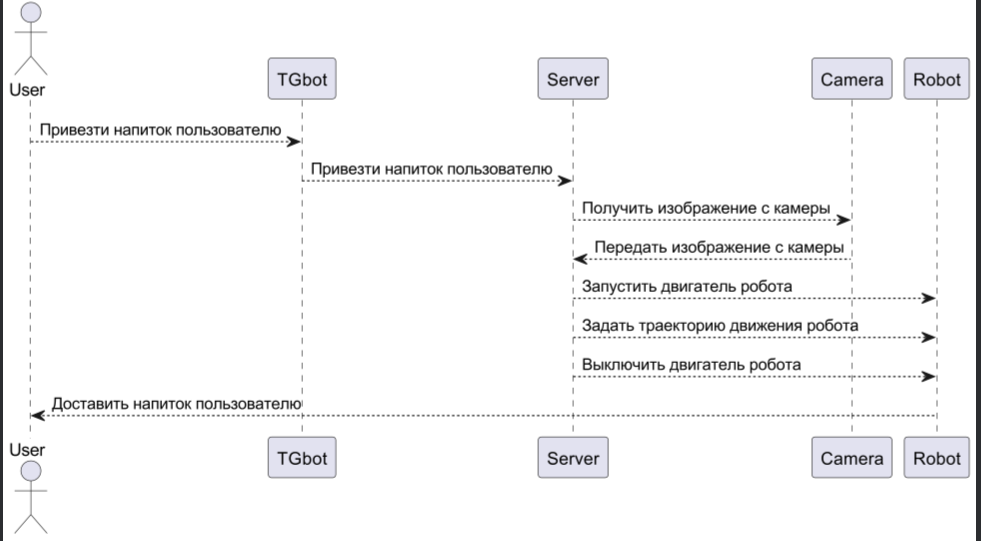 User
TGbot
Server
Camera
Robot
Привезти напиток пользователю
Привезти напиток пользователю
Получить изображение с камеры
Передать изображение с камеры
Запустить двигатель робота
Задать траекторию движения робота
Выключить двигатель робота
Доставить напиток пользователю
User
TGbot
Server
Camera
Robot